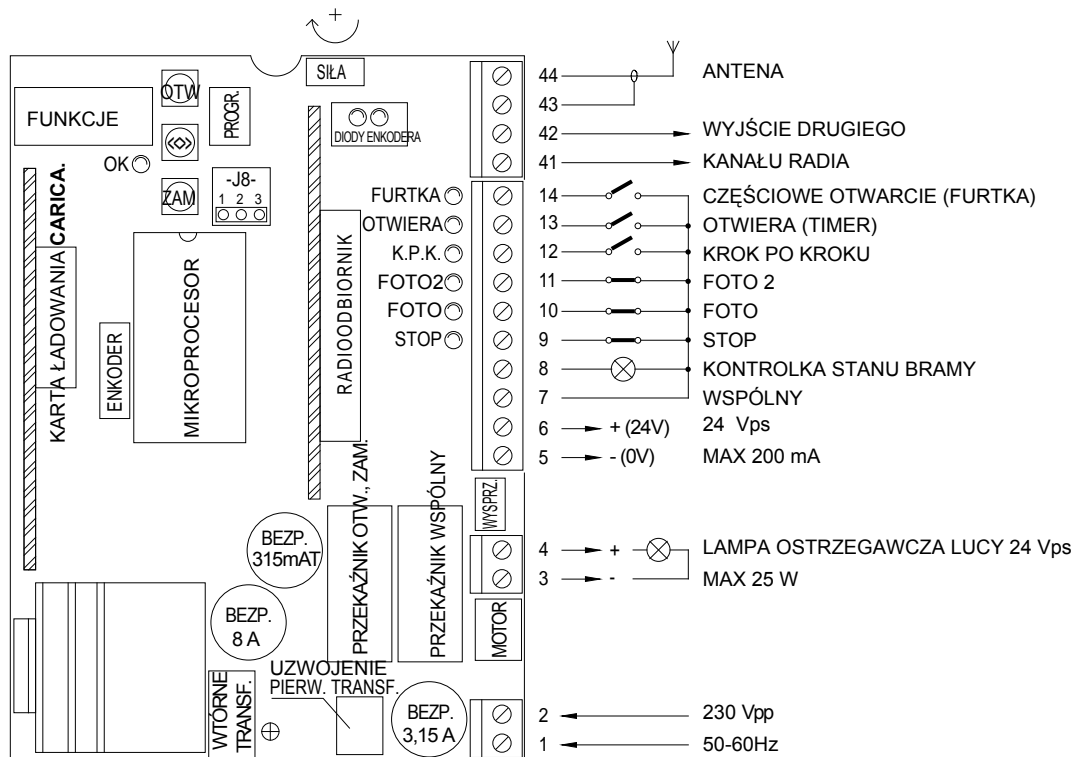 +
SIŁA
OTW
PROGR.
FUNKCJE
DIODY ENKODERA
<◇>
OK
ZAM
-J8-
1 2 3
KARTA ŁADOWANIA CARICA.
ENKODER
MIKROPROCESOR
RADIOODBIORNIK
FURTKA
OTWIERA
K.P.K.
FOTO2
FOTO
STOP
44 ANTENA
43
42 WYJŚCIE DRUGIEGO
41 KANAŁU RADIA
14 CZĘŚCIOWE OTWARCIE (FURTKA)
13 OTWIERA (TIMER)
12 KROK PO KROKU
11 FOTO 2
10 FOTO
9 STOP
8 KONTROLKA STANU BRAMY
7 WSPÓLNY
6 + (24V) 24 Vps
5 - (0V) MAX 200 mA
WYSPRZ.
PRZEKAŹNIK OTW., ZAM.
PRZEKAŹNIK WSPÓLNY
BEZP.
315mAT
4 + LAMPA OSTRZEGAWCZA LUCY 24 Vps
3 - MAX 25 W
BEZP.
8 A
MOTOR
UZWOJENIE
PIERW. TRANSF.
WTÓRNE
TRANSF.
BEZP.
3,15 A
2 230 Vpp
1 50-60Hz